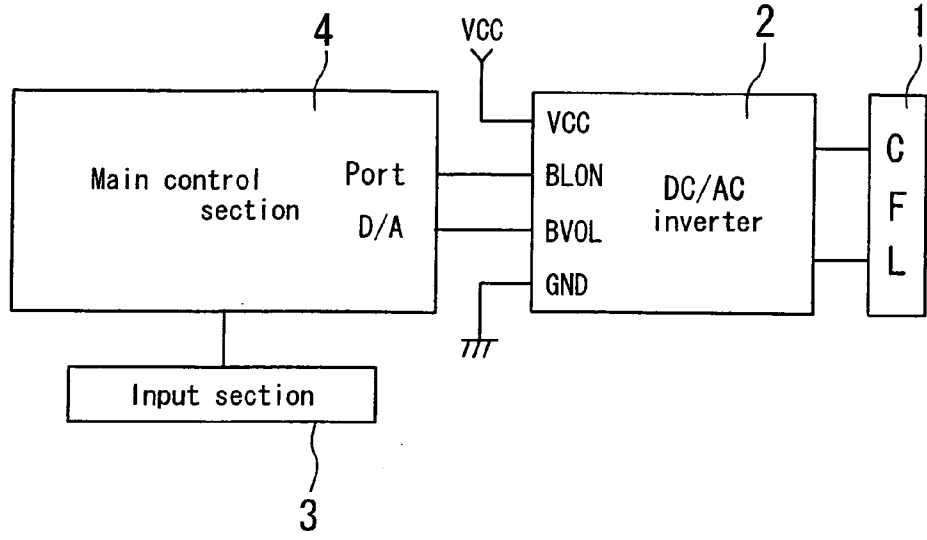 4
VCC
2
1
Main control
section
Port
D/A
VCC
BLON
BVOL
GND
DC/AC
inverter
C
F
L
Input section
3